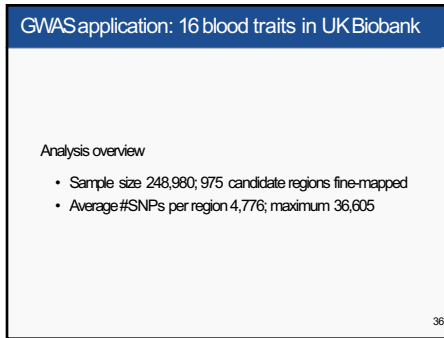 GWAS application: 16 blood traits in UK Biobank
Analysis overview
• Sample size 248,980; 975 candidate regions fine-mapped
• Average #SNPs per region 4,776; maximum 36,605
36